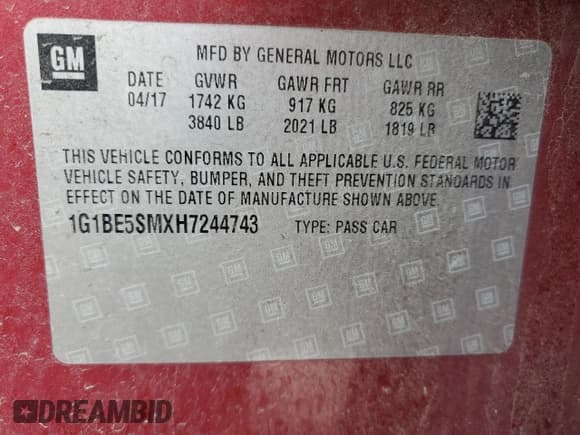 GM
MFD BY GENERAL MOTORS LLC
DATE GVWR GAWR FRT GAWR RR
04/17 1742 KG 917 KG 825 KG
3840 LB 2021 LB 1819 LB
THIS VEHICLE CONFORMS TO ALL APPLICABLE U.S. FEDERAL MOTOR
VEHICLE SAFETY, BUMPER, AND THEFT PREVENTION STANDARDS IN
EFFECT ON THE DATE OF MANUFACTURE SHOWN ABOVE.
1G1BE5SMXH7244743 TYPE: PASS CAR
DREAMBID